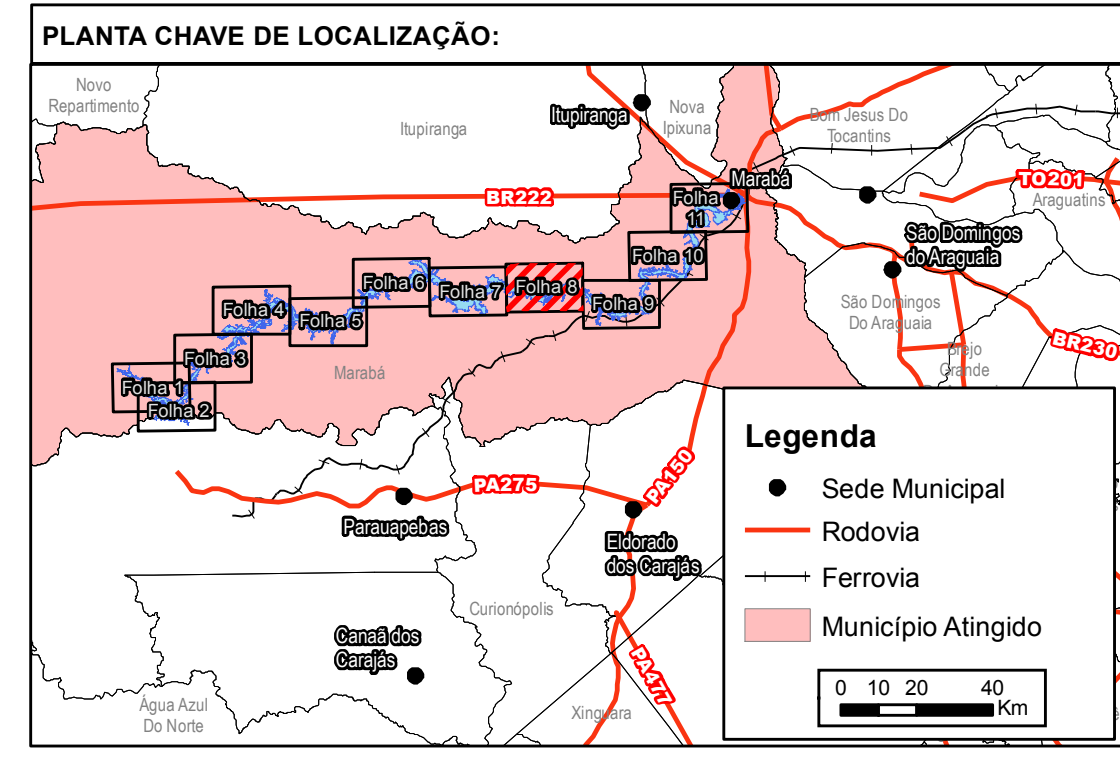 PLANTA CHAVE DE LOCALIZAÇÃO:
Novo
Repartimento
Itupiranga
Itupiranga
Nova
Ipixuna
Bom Jesus Do
Tocantins
Marabá
TO201
Araguatins
BR222
Folha
11
São Domingos
do Araguaia
Folha 10
Folha 6
Folha 7
Folha 8
Folha 9
Folha 4
Folha 5
São Domingos
Do Araguaia
BR230
Brejo
Grande
Folha 3
Marabá
Folha 1
Folha 2
PA275
PA150
Parauapebas
Eldorado
dos Carajás
Curionópolis
Canaã dos
Carajás
PA477
Água Azul
Do Norte
Xinguara
Legenda
Sede Municipal
Rodovia
Ferrovia
Município Atingido
0 10 20 40
Km